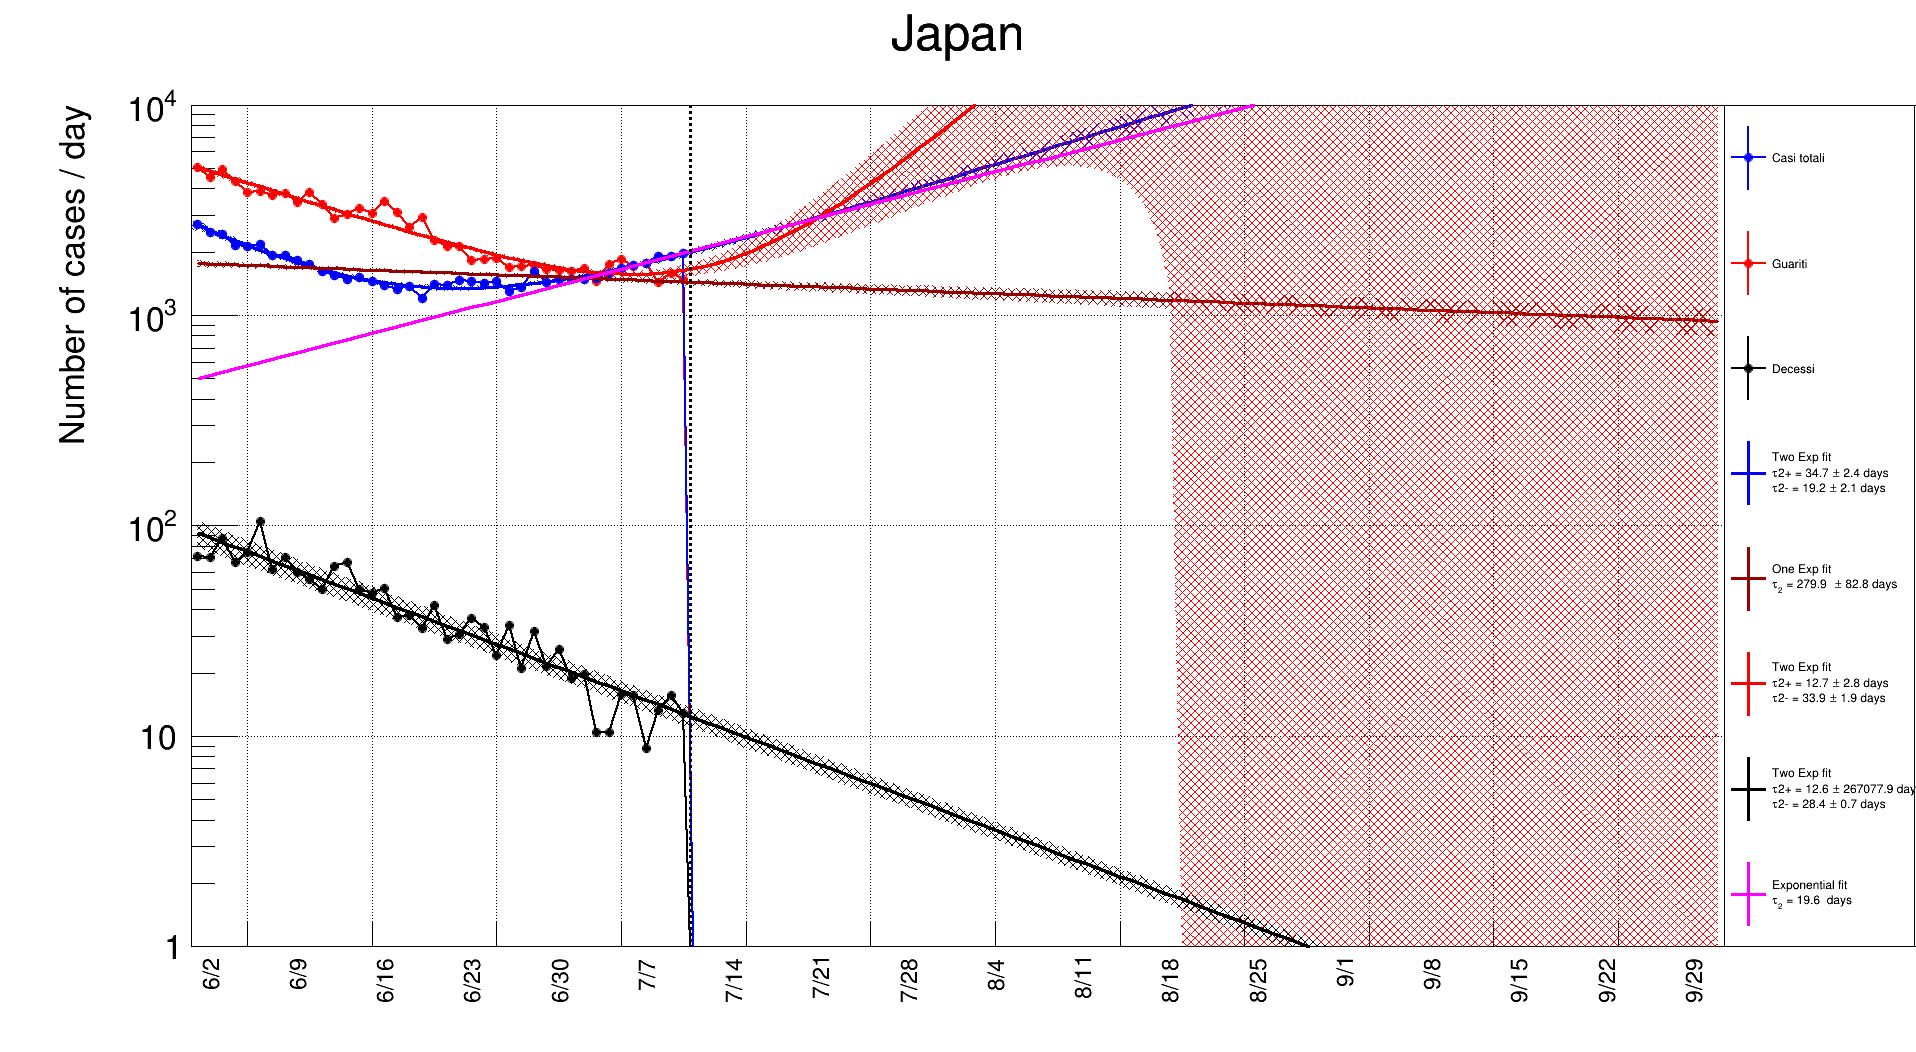 Japan
Number of cases / day
10^4
10^3
10^2
10
1
6/2
6/9
6/16
6/23
6/30
7/7
7/14
7/21
7/28
8/4
8/11
8/18
8/25
9/1
9/8
9/15
9/22
9/29
Casi totali
Guariti
Decessi
Two Exp fit
τ2+ = 34.7 ± 2.4 days
τ2- = 19.2 ± 2.1 days
One Exp fit
τ₂ = 279.9 ± 82.8 days
Two Exp fit
τ2+ = 12.7 ± 2.8 days
τ2- = 33.9 ± 1.9 days
Two Exp fit
τ2+ = 12.6 ± 267077.9 day
τ2- = 28.4 ± 0.7 days
Exponential fit
τ₂ = 19.6 days